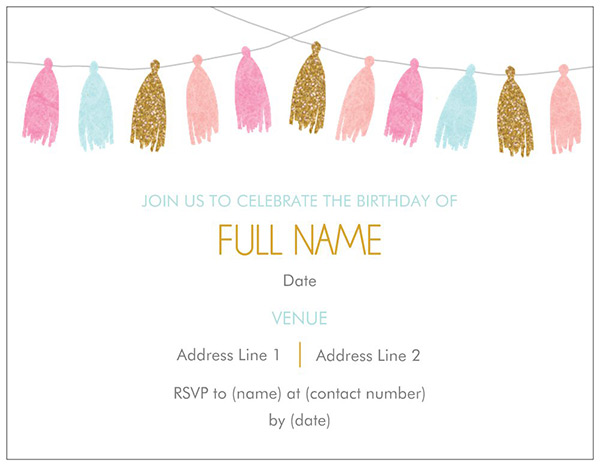 JOIN US TO CELEBRATE THE BIRTHDAY OF
FULL NAME
Date
VENUE
Address Line 1 | Address Line 2
RSVP to (name) at (contact number)
by (date)